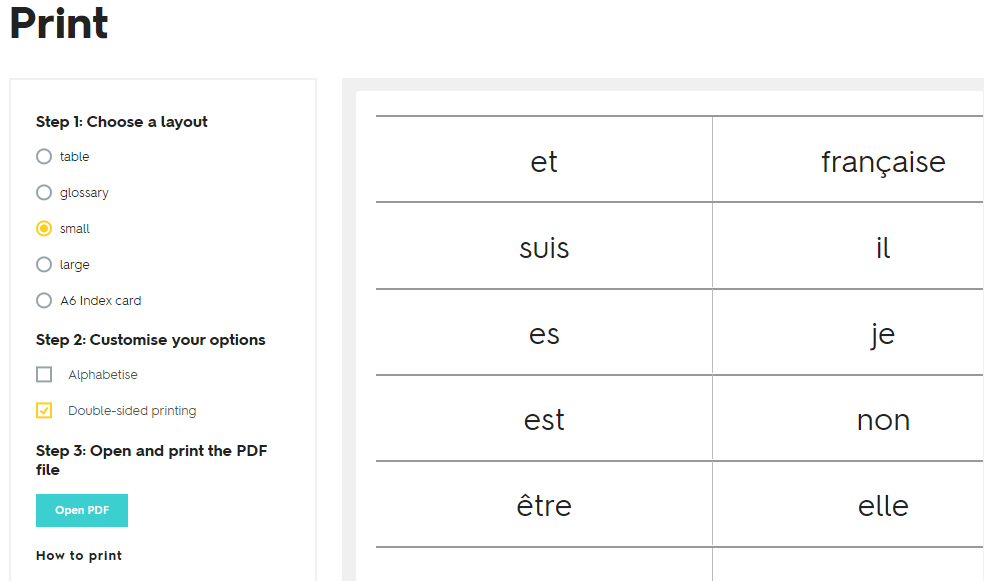 Print
Step 1: Choose a layout
table
glossary
small
large
A6 Index card
Step 2: Customise your options
Alphabetise
Double-sided printing
Step 3: Open and print the PDF
file
Open PDF
How to print
et française
suis il
es je
est non
être elle